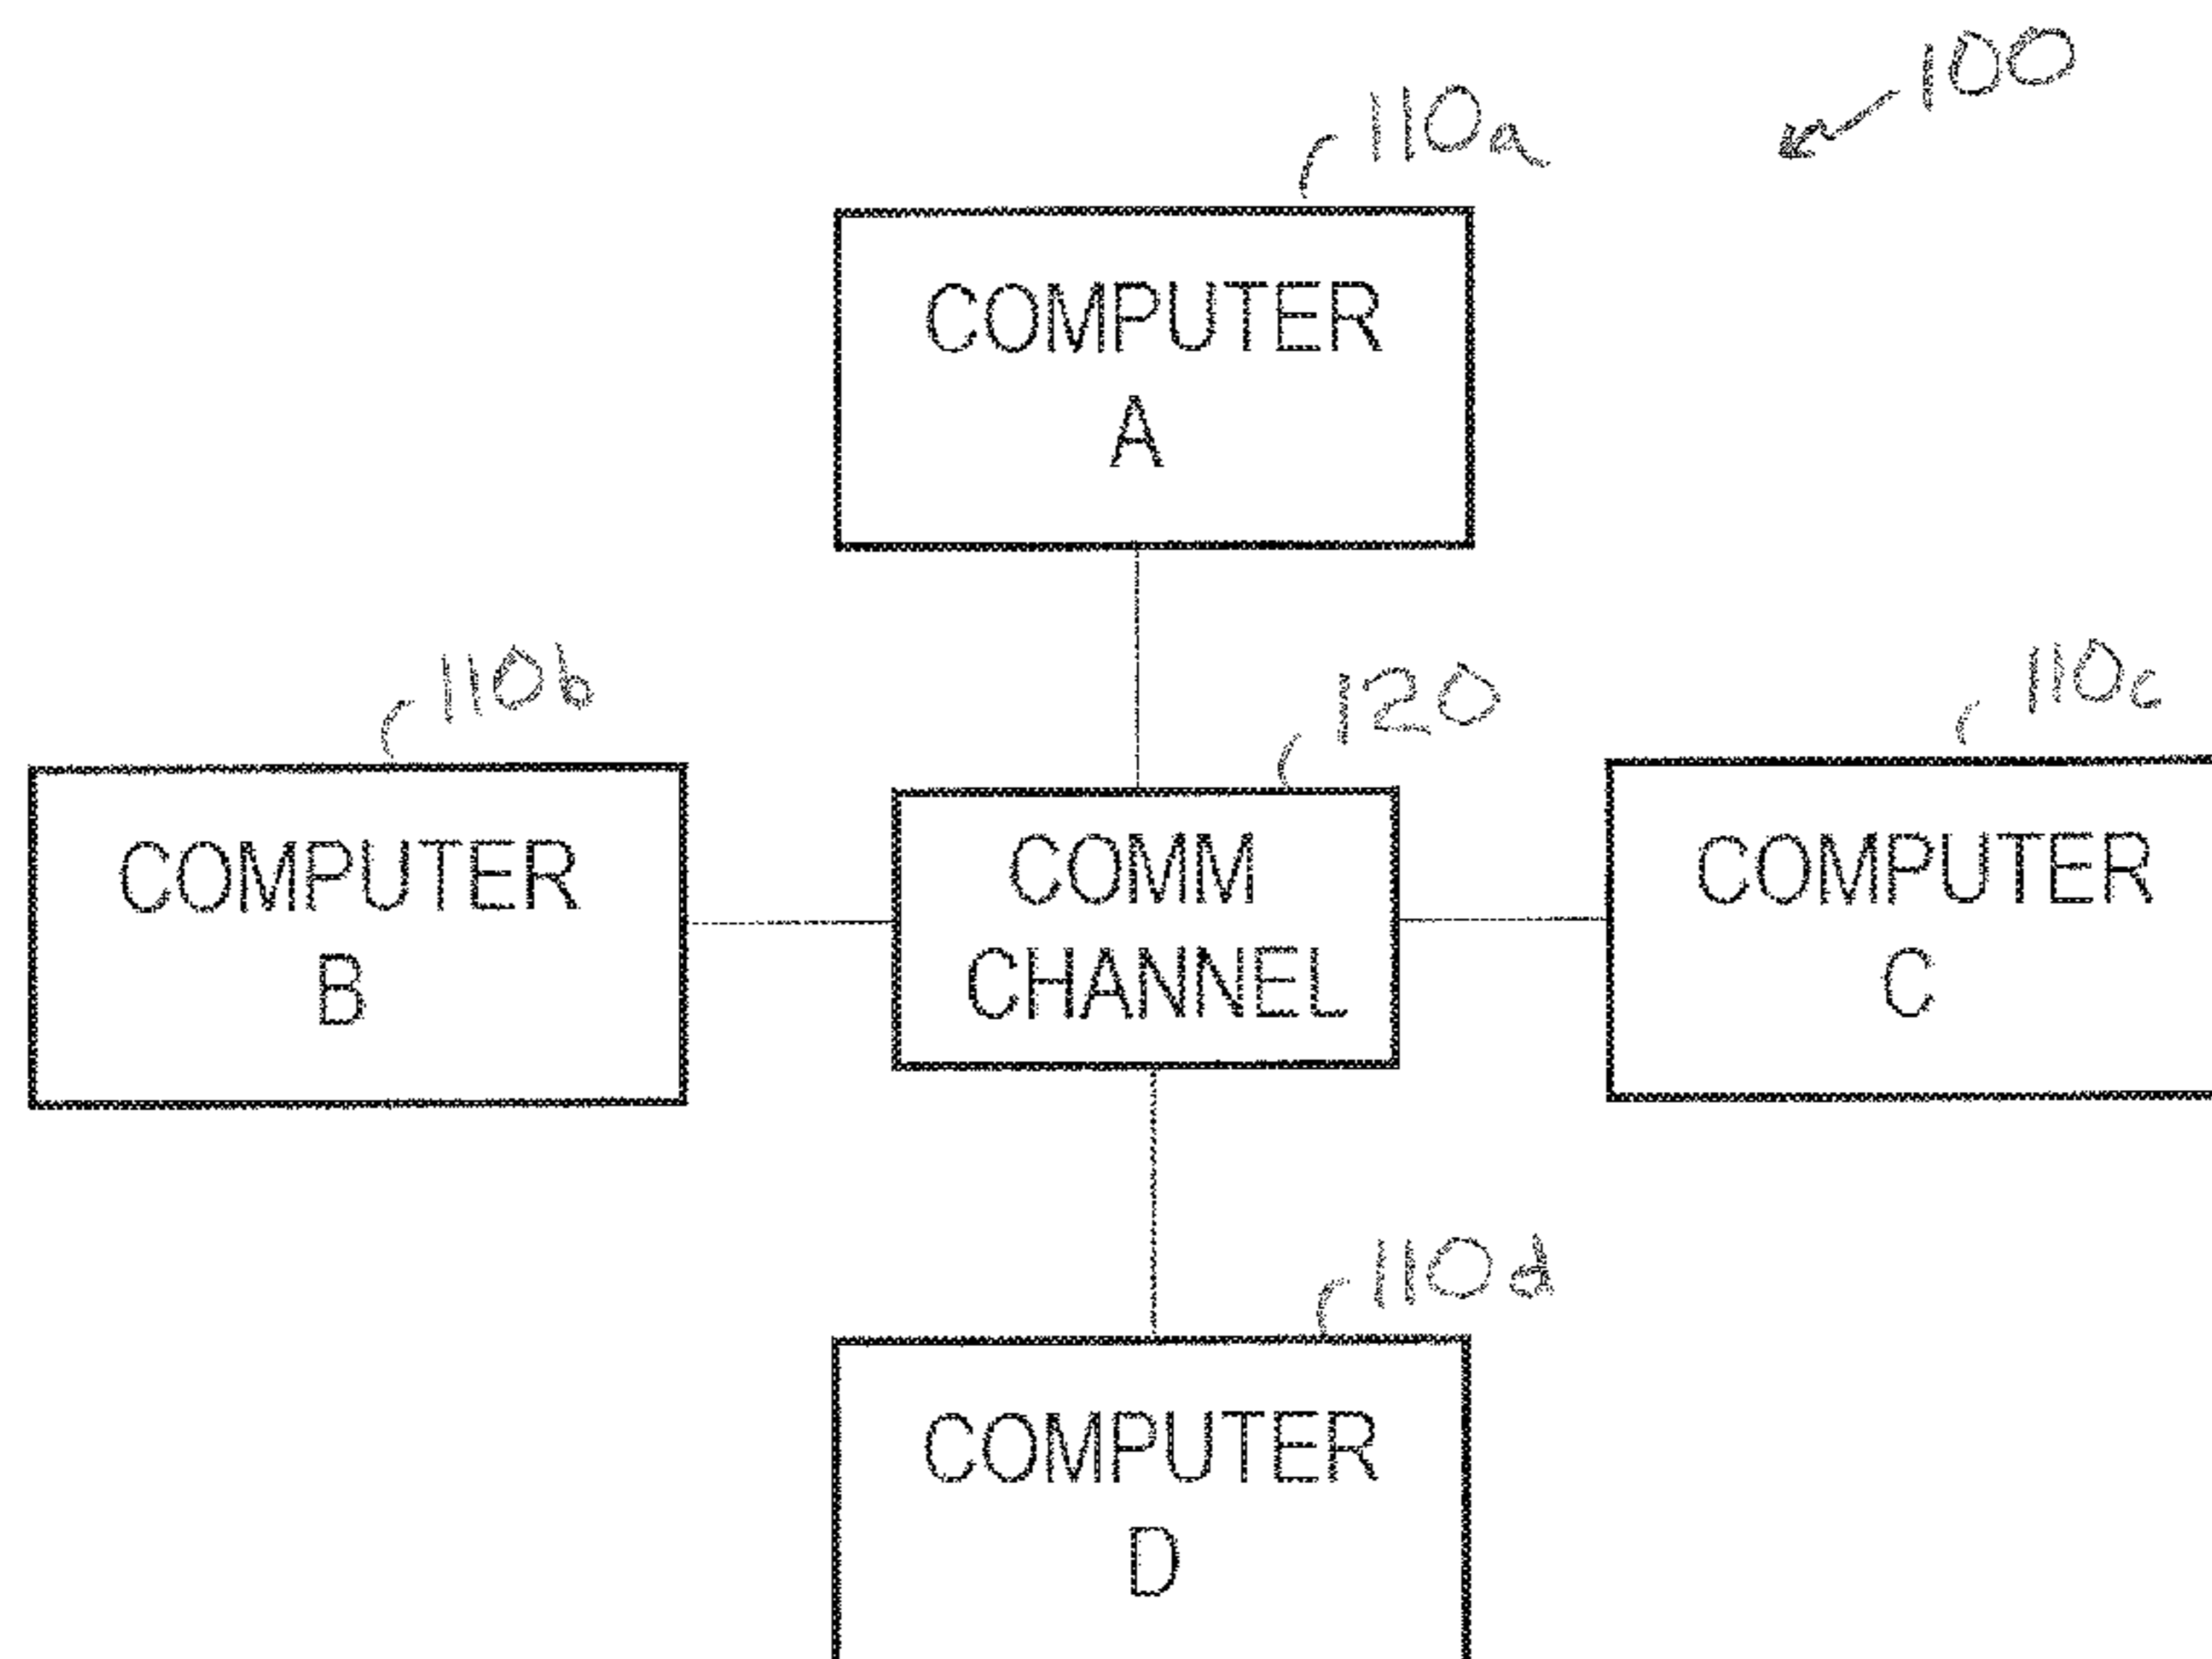 100
110a
COMPUTER
A
110b
120
110c
COMPUTER
B
COMM
CHANNEL
COMPUTER
C
110d
COMPUTER
D